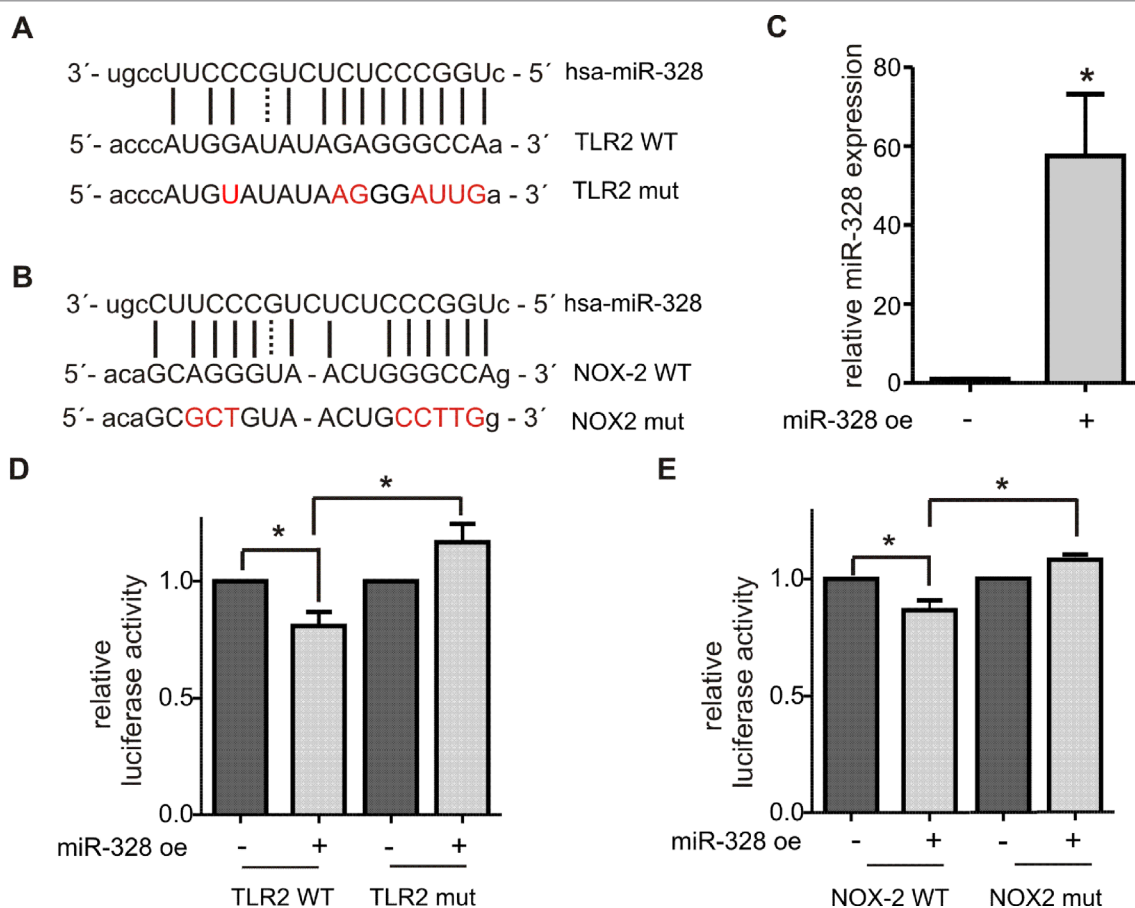 A
3´- ugccUUCCCGUCUCUCCCGGUc - 5´ hsa-miR-328
5´- acccAUGGAUAUAGAGGGCCAa - 3´ TLR2 WT
5´- acccAUGUAUAUAAGGGAUUGa - 3´ TLR2 mut
B
3´- ugcCUUCCCGUCUCUCCCGGUc - 5´ hsa-miR-328
5´- acaGCAGGGUA - ACUGGGCCAg - 3´ NOX-2 WT
5´- acaGCGCTGUA - ACUGCCTTGg - 3´ NOX2 mut
C
relative miR-328 expression
80
60
40
20
0
*
miR-328 oe - +
D
relative
luciferase activity
1.0
0.5
0.0
*
*
miR-328 oe - + - +
TLR2 WT TLR2 mut
E
relative
luciferase activity
1.0
0.5
0.0
*
*
miR-328 oe - + - +
NOX-2 WT NOX2 mut